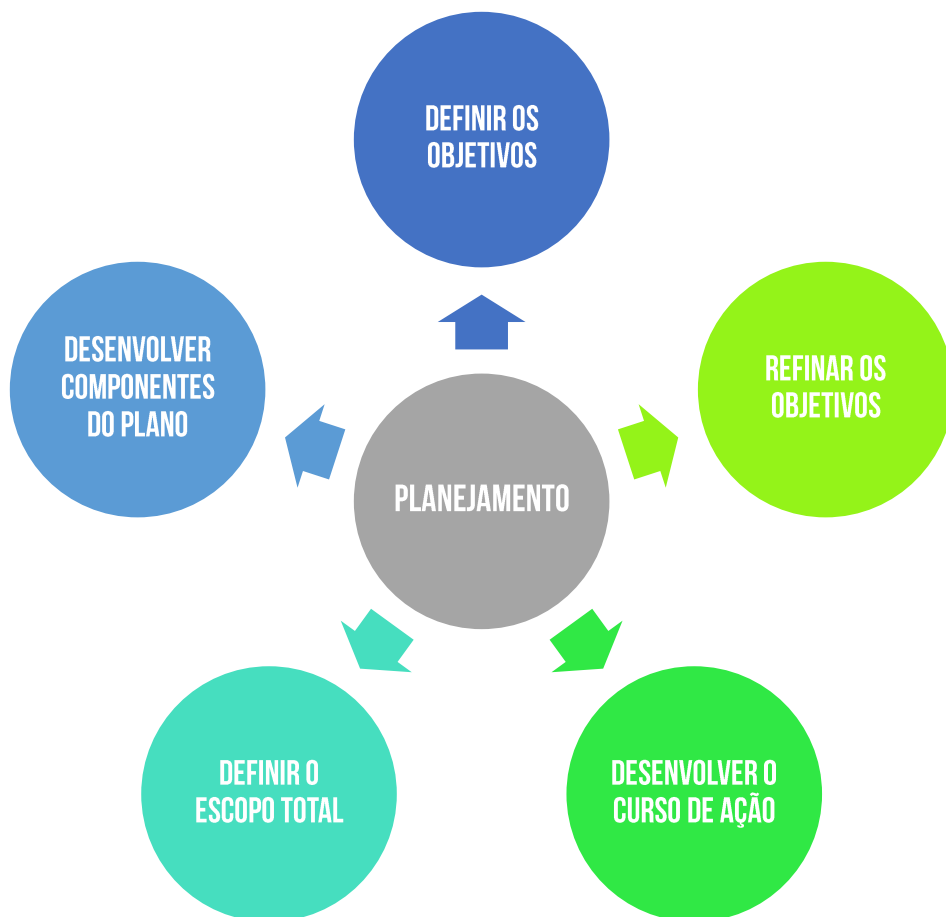 DEFINIR OS
OBJETIVOS
REFINAR OS
OBJETIVOS
DESENVOLVER O
CURSO DE AÇÃO
DEFINIR O
ESCOPO TOTAL
DESENVOLVER
COMPONENTES
DO PLANO
PLANEJAMENTO